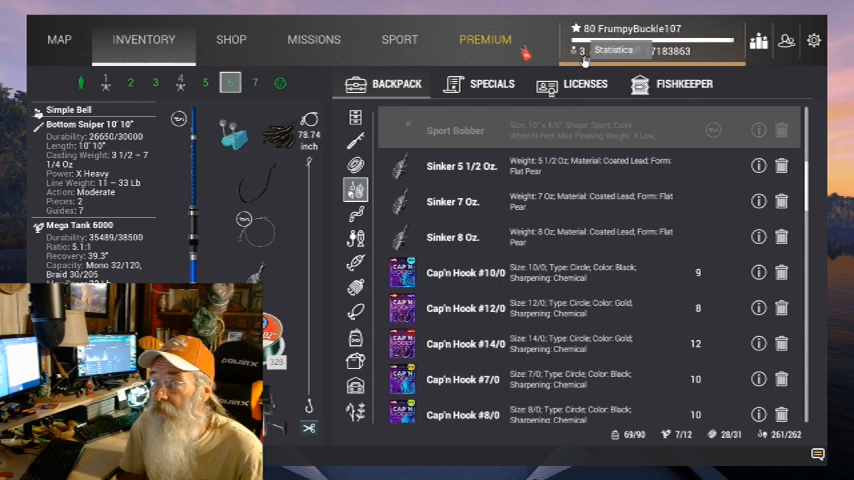 MAP INVENTORY SHOP MISSIONS SPORT PREMIUM
80 FrumpyBuckle107
3 Statistics 17183863
1 2 3 4 5 6 7
BACKPACK SPECIALS LICENSES FISHKEEPER
Simple Bell
Bottom Sniper 10' 10"
Durability: 26650/30000
Length: 10' 10"
Casting Weight: 3 1/2 – 7
1/4 Oz
Power: X Heavy
Line Weight: 11 – 33 Lb
Action: Moderate
Pieces: 2
Guides: 7
Mega Tank 6000
Durability: 35489/38500
Ratio: 5.1:1
Recovery: 39.3"
Capacity: Mono 32/120,
Braid 30/205
78.74
inch
328
Sport Bobber
Size: 10" x 4/5"; Shape: Sport; Color:
Sinker 5 1/2 Oz.
Weight: 5 1/2 Oz; Material: Coated Lead; Form:
Flat Pear
Sinker 7 Oz.
Weight: 7 Oz; Material: Coated Lead; Form: Flat
Pear
Sinker 8 Oz.
Weight: 8 Oz; Material: Coated Lead; Form: Flat
Pear
Cap'n Hook #10/0
Size: 10/0; Type: Circle; Color: Black;
Sharpening: Chemical
9
Cap'n Hook #12/0
Size: 12/0; Type: Circle; Color: Gold;
Sharpening: Chemical
8
Cap'n Hook #14/0
Size: 14/0; Type: Circle; Color: Gold;
Sharpening: Chemical
12
Cap'n Hook #7/0
Size: 7/0; Type: Circle; Color: Black;
Sharpening: Chemical
10
Cap'n Hook #8/0
Size: 8/0; Type: Circle; Color: Black;
Sharpening: Chemical
10
69/90 7/12 28/31 261/262